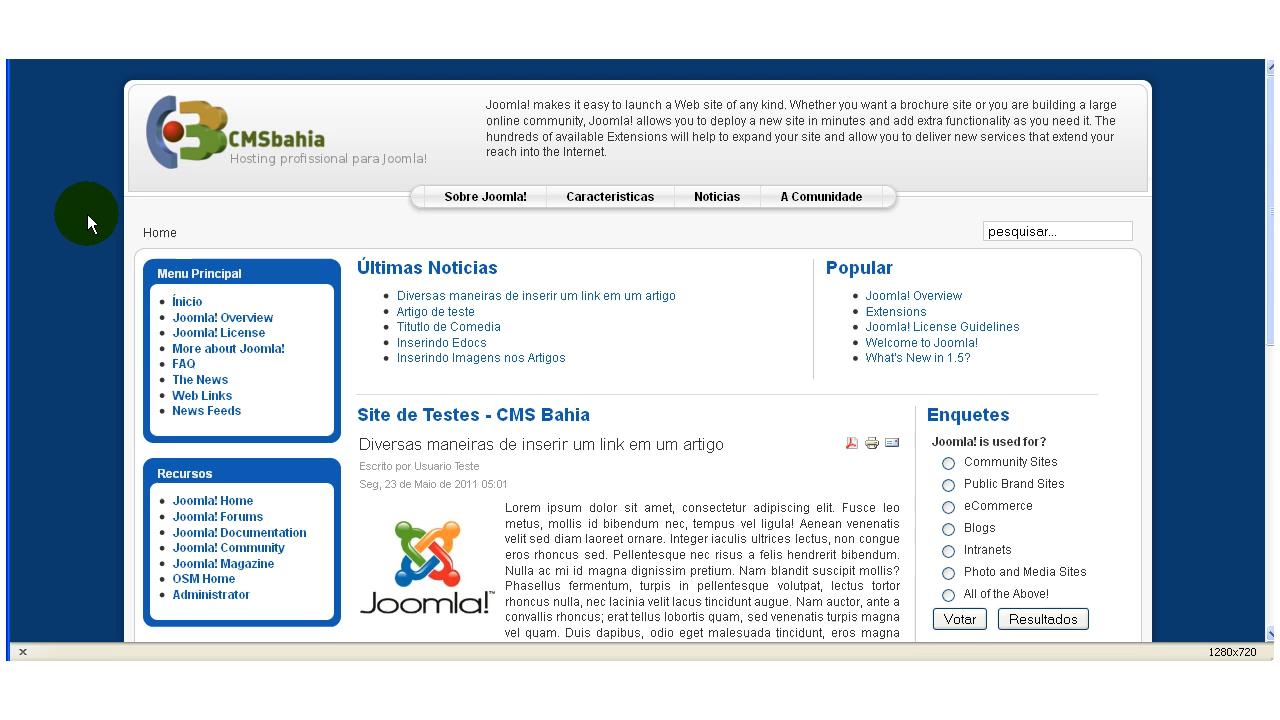 CMSbahia
Hosting profissional para Joomla!
Joomla! makes it easy to launch a Web site of any kind. Whether you want a brochure site or you are building a large
online community, Joomla! allows you to deploy a new site in minutes and add extra functionality as you need it. The
hundreds of available Extensions will help to expand your site and allow you to deliver new services that extend your
reach into the Internet.
Sobre Joomla!
Caracteristicas
Noticias
A Comunidade
Home
pesquisar...
Menu Principal
Ínicio
Joomla! Overview
Joomla! License
More about Joomla!
FAQ
The News
Web Links
News Feeds
Recursos
Joomla! Home
Joomla! Forums
Joomla! Documentation
Joomla! Community
Joomla! Magazine
OSM Home
Administrator
Últimas Noticias
Diversas maneiras de inserir um link em um artigo
Artigo de teste
Titutlo de Comedia
Inserindo Edocs
Inserindo Imagens nos Artigos
Popular
Joomla! Overview
Extensions
Joomla! License Guidelines
Welcome to Joomla!
What's New in 1.5?
Site de Testes - CMS Bahia
Diversas maneiras de inserir um link em um artigo
Escrito por Usuario Teste
Seg, 23 de Maio de 2011 05:01
Joomla!™
Lorem ipsum dolor sit amet, consectetur adipiscing elit. Fusce leo
metus, mollis id bibendum nec, tempus vel ligula! Aenean venenatis
velit sed diam laoreet ornare. Integer iaculis ultrices lectus, non congue
eros rhoncus sed. Pellentesque nec risus a felis hendrerit bibendum.
Nulla ac mi id magna dignissim pretium. Nam blandit suscipit mollis?
Phasellus fermentum, turpis in pellentesque volutpat, lectus tortor
rhoncus nulla, nec lacinia velit lacus tincidunt augue. Nam auctor, ante a
convallis rhoncus; erat tellus lobortis quam, sed venenatis turpis magna
vel quam. Duis dapibus, odio eget malesuada tincidunt, eros magna
Enquetes
Joomla! is used for?
Community Sites
Public Brand Sites
eCommerce
Blogs
Intranets
Photo and Media Sites
All of the Above!
Votar
Resultados
1280x720